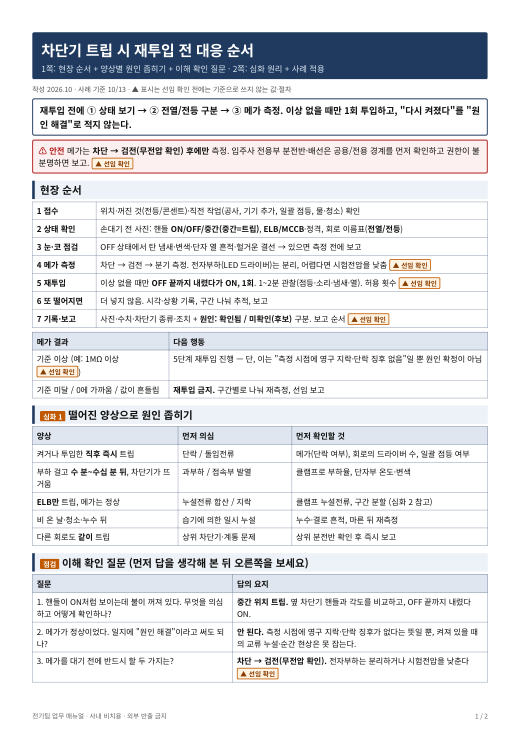 차단기 트립 시 재투입 전 대응 순서
1쪽: 현장 순서 + 양상별 원인 좁히기 + 이해 확인 질문 · 2쪽: 심화 원리 + 사례 적용
작성 2026.10 · 사례 기준 10/13 · ▲ 표시는 선임 확인 전에는 기준으로 쓰지 않는 값·절차
재투입 전에 ① 상태 보기 → ② 전열/전등 구분 → ③ 메가 측정. 이상 없을 때만 1회 투입하고, "다시 켜졌다"를 "원
인 해결"로 적지 않는다.
⚠ 안전 메가는 차단 → 검전(무전압 확인) 후에만 측정. 입주사 전용부 분전반·배선은 공용/전용 경계를 먼저 확인하고 권한이 불
분명하면 보고. ▲ 선임 확인
현장 순서
1 접수 위치·꺼진 것(전등/콘센트)·직전 작업(공사, 기기 추가, 일괄 점등, 물·청소) 확인
2 상태 확인 손대기 전 사진: 핸들 ON/OFF/중간(중간=트립), ELB/MCCB·정격, 회로 이름표(전열/전등)
3 눈·코 점검 OFF 상태에서 탄 냄새·변색·단자 열 흔적·헐거운 결선 → 있으면 측정 전에 보고
4 메가 측정 차단 → 검전 → 분기 측정. 전자부하(LED 드라이버)는 분리, 어렵다면 시험전압을 낮춤 ▲ 선임 확인
5 재투입 이상 없을 때만 OFF 끝까지 내렸다가 ON, 1회. 1~2분 관찰(점등·소리·냄새·열). 허용 횟수 ▲ 선임 확인
6 또 떨어지면 더 넣지 않음. 시각·상황 기록, 구간 나눠 추적, 보고
7 기록·보고 사진·수치·차단기 종류·조치 + 원인: 확인됨 / 미확인(후보) 구분. 보고 순서 ▲ 선임 확인
메가 결과 다음 행동
기준 이상 (예: 1MΩ 이상 5단계 재투입 진행 — 단, 이는 "측정 시점에 영구 지락·단락 징후 없음"일 뿐 원인 확정이 아님
▲ 선임 확인)
기준 미달 / 0에 가까움 / 값이 흔들림 재투입 금지. 구간별로 나눠 재측정, 선임 보고
심화 1 떨어진 양상으로 원인 좁히기
양상 먼저 의심 먼저 확인할 것
켜거나 투입한 직후 즉시 트립 단락 / 돌입전류 메가(단락 여부), 회로의 드라이버 수, 일괄 점등 여부
부하 걸고 수 분~수십 분 뒤, 차단기가 뜨 과부하 / 접속부 발열 클램프로 부하율, 단자부 온도·변색
거움
ELB만 트립, 메가는 정상 누설전류 합산 / 지락 클램프 누설전류, 구간 분할 (심화 2 참고)
비 온 날·청소·누수 뒤 습기에 의한 일시 누설 누수·결로 흔적, 마른 뒤 재측정
다른 회로도 같이 트립 상위 차단기·계통 문제 상위 분전반 확인 후 즉시 보고
점검 이해 확인 질문 (먼저 답을 생각해 본 뒤 오른쪽을 보세요)
질문 답의 요지
1. 핸들이 ON처럼 보이는데 불이 꺼져 있다. 무엇을 의심 중간 위치 트립. 옆 차단기 핸들과 각도를 비교하고, OFF 끝까지 내렸다
하고 어떻게 확인하나? ON.
2. 메가가 정상이었다. 일지에 "원인 해결"이라고 써도 되 안 된다. 측정 시점에 영구 지락·단락 징후가 없다는 뜻일 뿐, 켜져 있을 때
나? 의 교류 누설·순간 현상은 못 잡는다.
3. 메가를 대기 전에 반드시 할 두 가지는? 차단 → 검전(무전압 확인). 전자부하는 분리하거나 시험전압을 낮춘다
▲ 선임 확인
전기팀 업무 매뉴얼 · 사내 비치용 · 외부 반출 금지 1 / 2